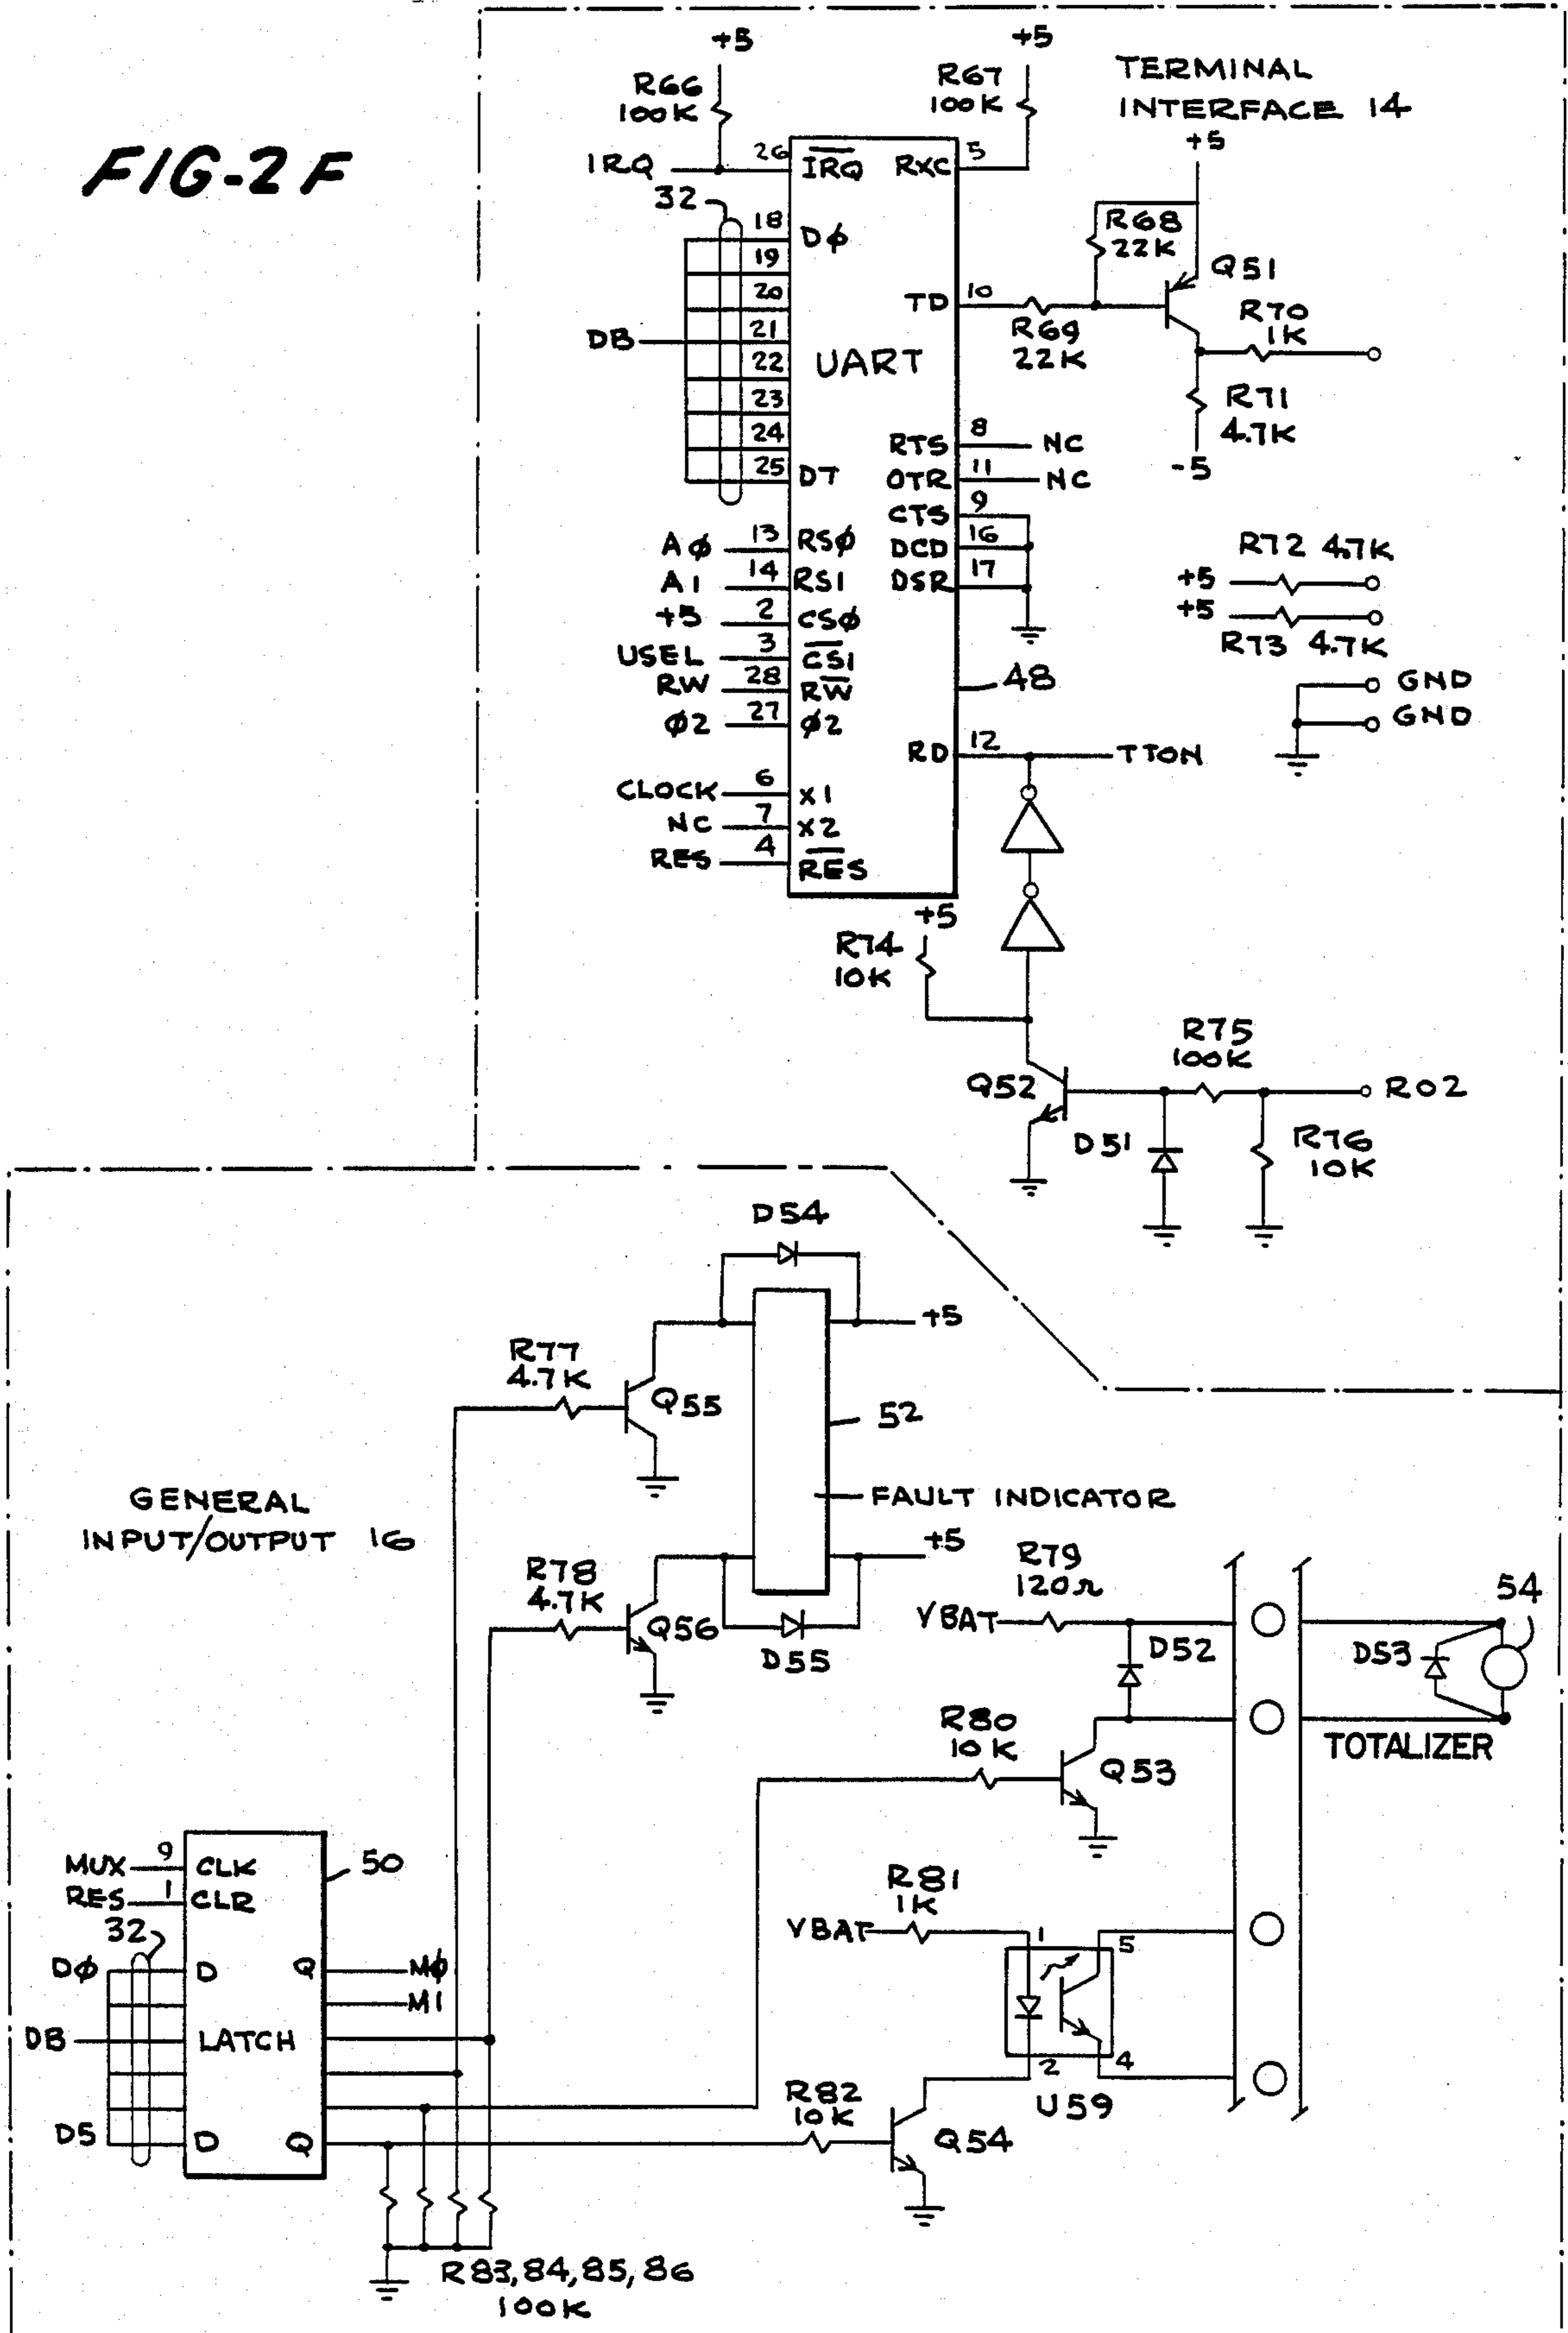 FIG-2F
TERMINAL
INTERFACE 14
+5
R66
100K
+5
R67
100K
+5
IRQ
26
IRQ
RXC
5
32
18
DΦ
19
20
DB
21
22
23
24
25
D7
UART
TD
10
R69
22K
R68
22K
Q51
R70
1K
R71
4.7K
-5
RTS
8
NC
OTR
11
NC
CTS
9
DCD
16
DSR
17
AΦ
13
RSΦ
A1
14
RS1
+5
2
CSΦ
USEL
3
CS1
RW
28
RW
Φ2
27
Φ2
CLOCK
6
X1
NC
7
X2
RES
4
RES
48
RD
12
TTON
R72 4.7K
+5
+5
R73 4.7K
GND
GND
+5
R74
10K
Q52
R75
100K
RO2
D51
R76
10K
D54
+5
R77
4.7K
Q55
52
FAULT INDICATOR
+5
GENERAL
INPUT/OUTPUT 16
R78
4.7K
Q56
D55
R79
120Ω
VBAT
D52
54
D53
TOTALIZER
R80
10K
Q53
50
MUX
9
CLK
RES
1
CLR
32
DΦ
D
Q
MΦ
M1
DB
LATCH
D5
D
Q
R81
1K
VBAT
1
5
2
4
U59
R82
10K
Q54
R83,84,85,86
100K